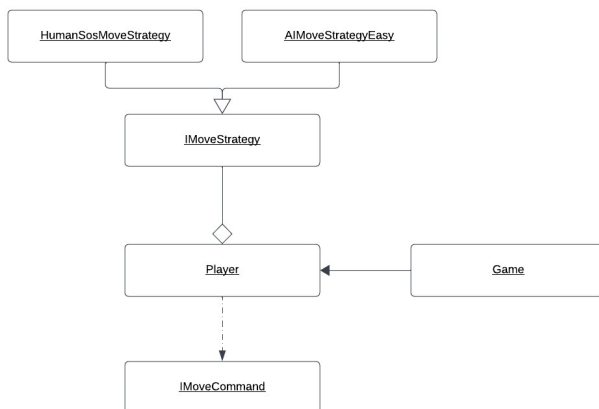 HumanSosMoveStrategy
AIMoveStrategyEasy
IMoveStrategy
Player
Game
IMoveCommand